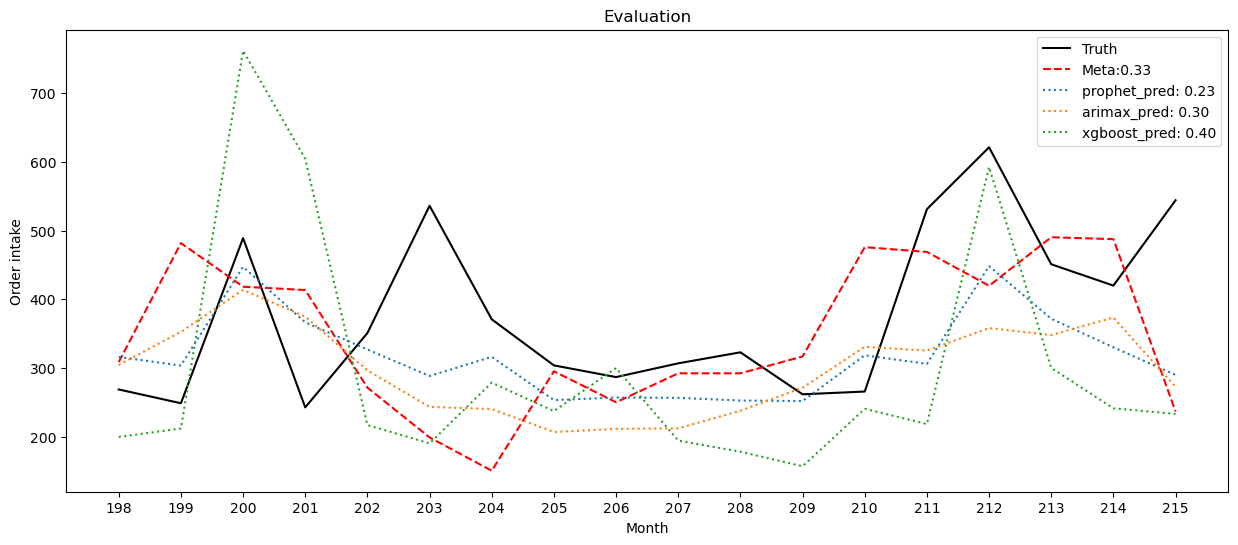 Evaluation
Truth
Meta:0.33
prophet_pred: 0.23
arimax_pred: 0.30
xgboost_pred: 0.40
Order intake
700
600
500
400
300
200
198 199 200 201 202 203 204 205 206 207 208 209 210 211 212 213 214 215
Month